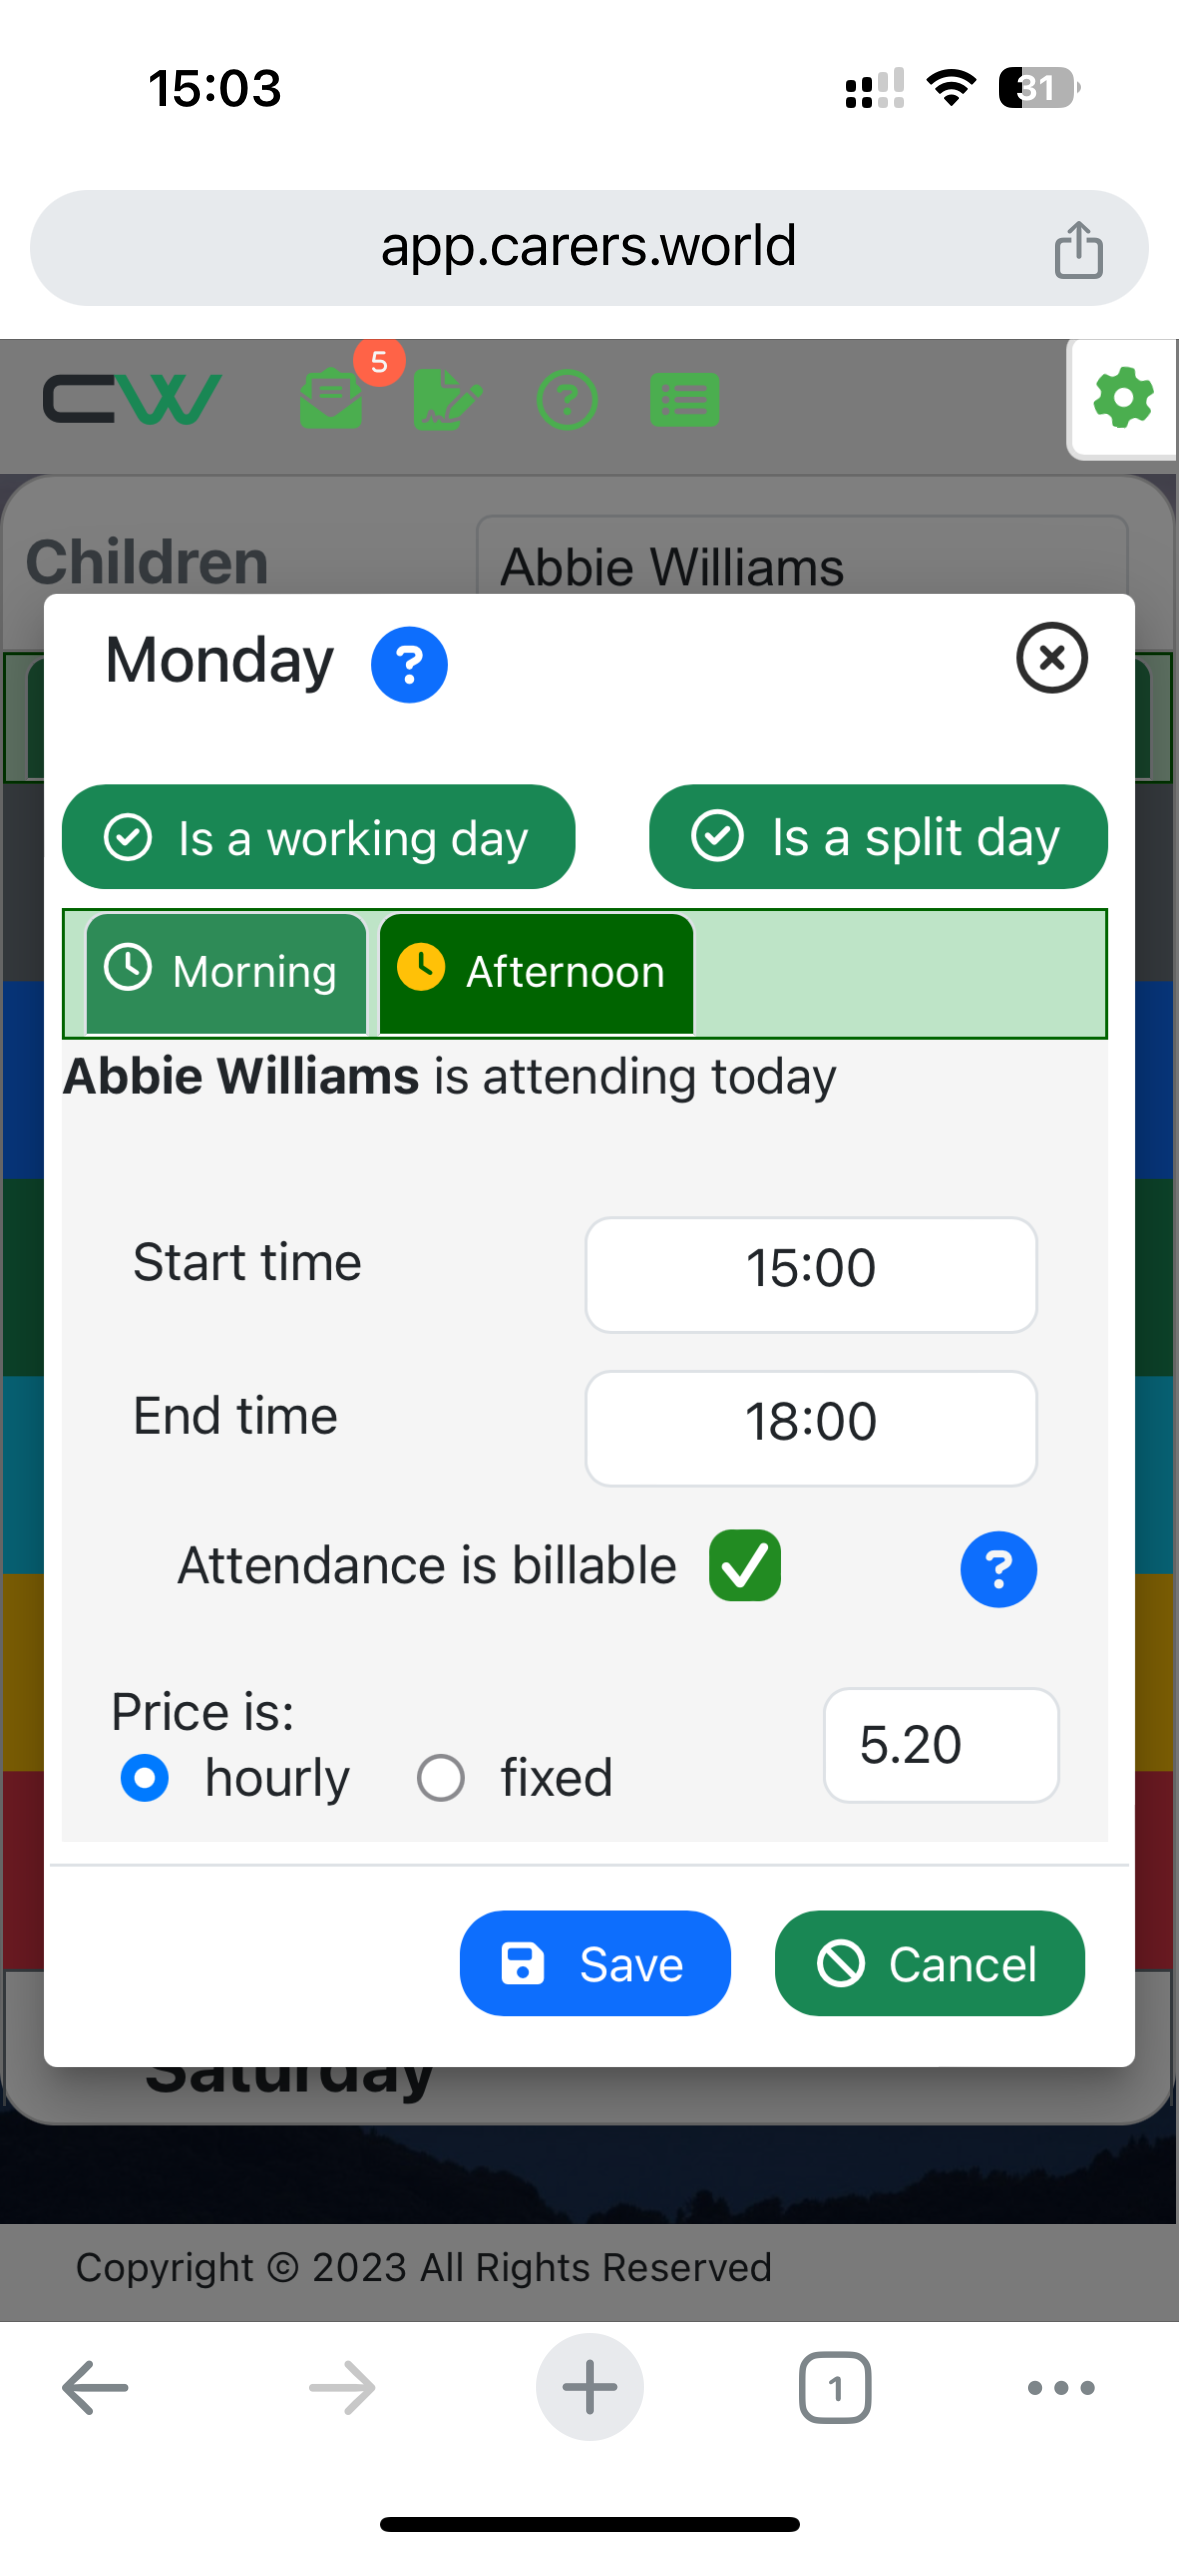 15:03
31
app.carers.world
CW
5
?
Children
Abbie Williams
Monday ?
Is a working day
Is a split day
Morning
Afternoon
Abbie Williams is attending today
Start time
15:00
End time
18:00
Attendance is billable
?
Price is:
hourly
fixed
5.20
Save
Cancel
Saturday
Copyright © 2023 All Rights Reserved
1